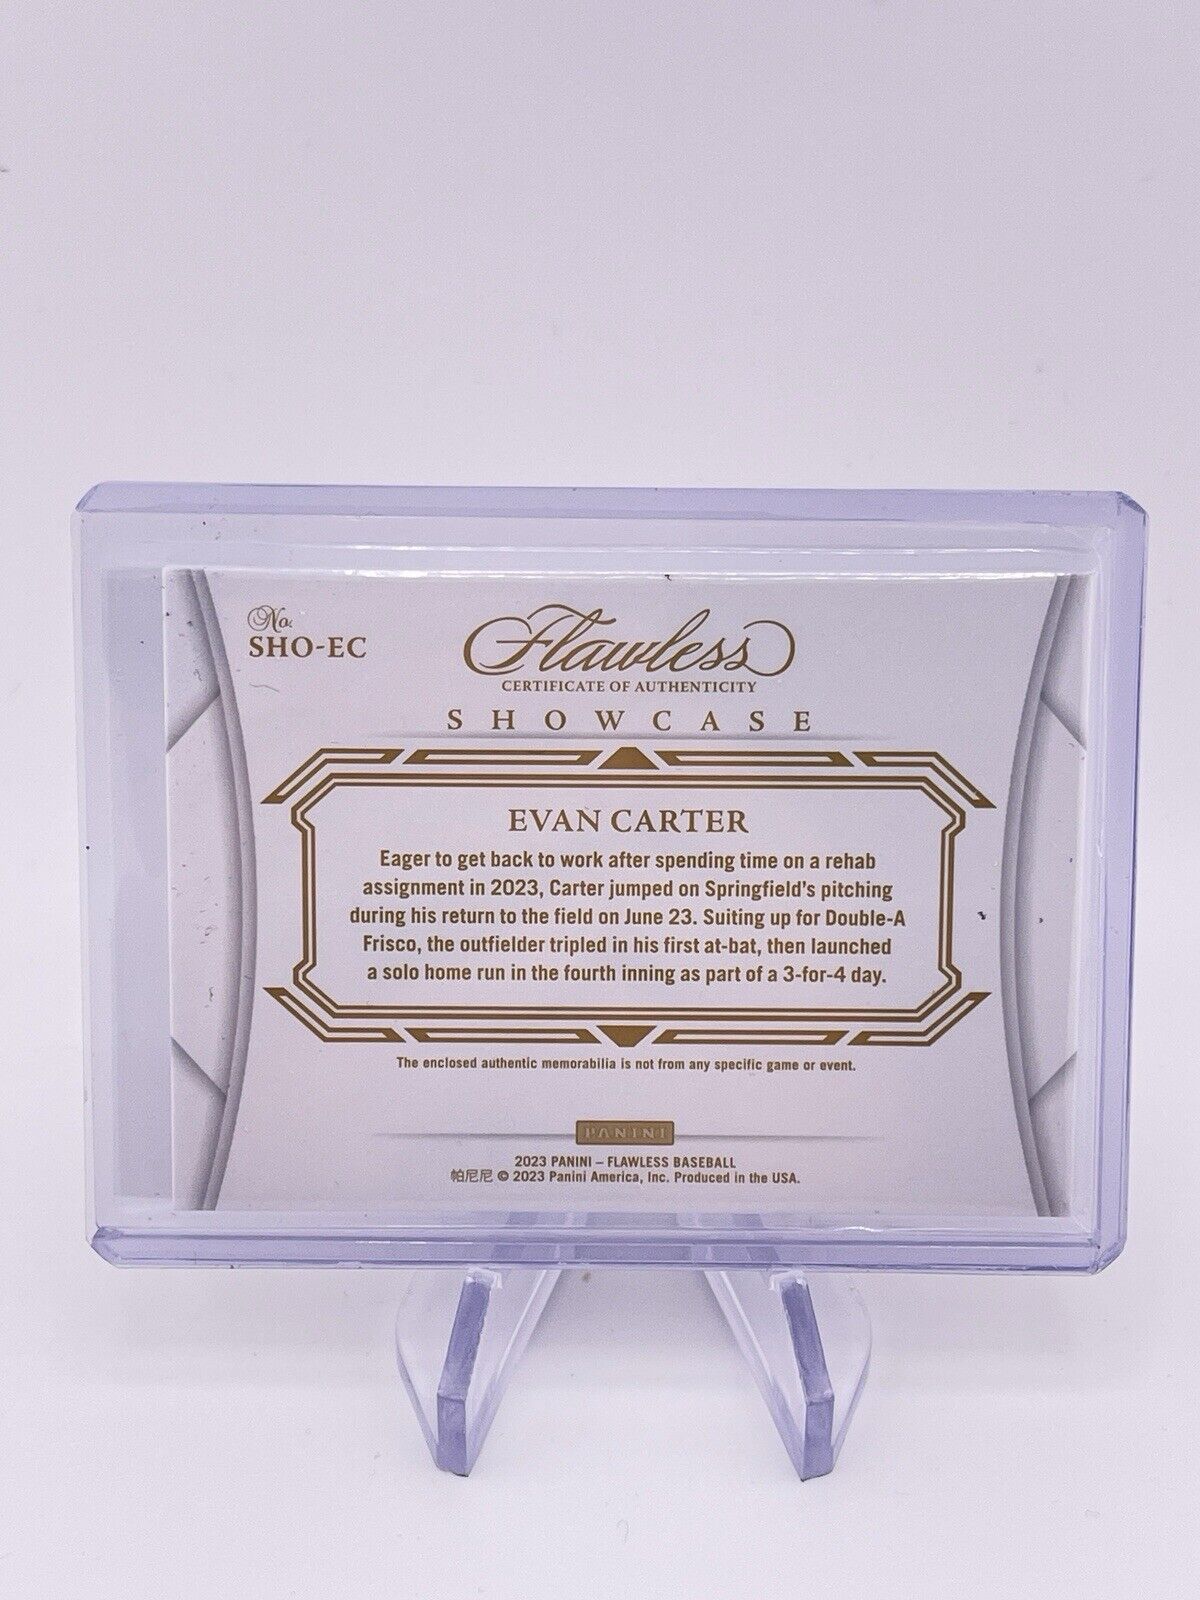 No.
SHO-EC
Flawless
CERTIFICATE OF AUTHENTICITY
SHOWCASE
EVAN CARTER
Eager to get back to work after spending time on a rehab
assignment in 2023, Carter jumped on Springfield's pitching
during his return to the field on June 23. Suiting up for Double-A
Frisco, the outfielder tripled in his first at-bat, then launched
a solo home run in the fourth inning as part of a 3-for-4 day.
The enclosed authentic memorabilia is not from any specific game or event.
PANINI
2023 PANINI – FLAWLESS BASEBALL
帕尼尼 © 2023 Panini America, Inc. Produced in the USA.